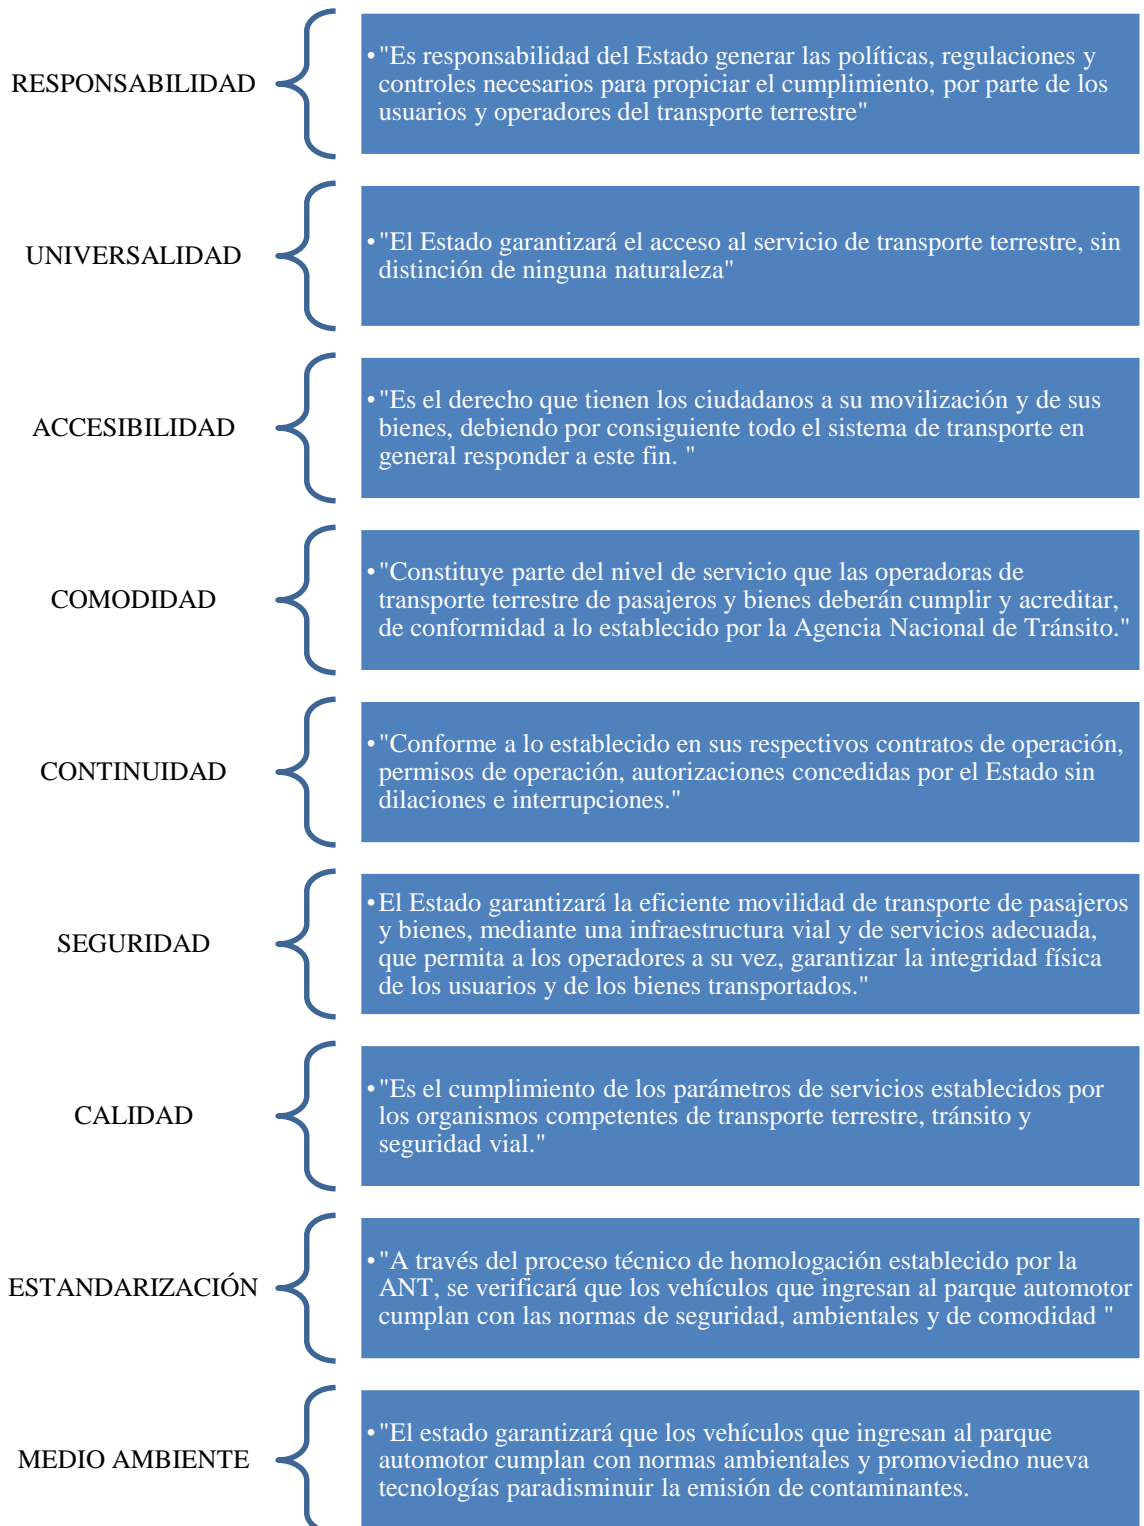 RESPONSABILIDAD
• "Es responsabilidad del Estado generar las políticas, regulaciones y
controles necesarios para propiciar el cumplimiento, por parte de los
usuarios y operadores del transporte terrestre"
UNIVERSALIDAD
• "El Estado garantizará el acceso al servicio de transporte terrestre, sin
distinción de ninguna naturaleza"
ACCESIBILIDAD
• "Es el derecho que tienen los ciudadanos a su movilización y de sus
bienes, debiendo por consiguiente todo el sistema de transporte en
general responder a este fin. "
COMODIDAD
• "Constituye parte del nivel de servicio que las operadoras de
transporte terrestre de pasajeros y bienes deberán cumplir y acreditar,
de conformidad a lo establecido por la Agencia Nacional de Tránsito."
CONTINUIDAD
• "Conforme a lo establecido en sus respectivos contratos de operación,
permisos de operación, autorizaciones concedidas por el Estado sin
dilaciones e interrupciones."
SEGURIDAD
• El Estado garantizará la eficiente movilidad de transporte de pasajeros
y bienes, mediante una infraestructura vial y de servicios adecuada,
que permita a los operadores a su vez, garantizar la integridad física
de los usuarios y de los bienes transportados."
CALIDAD
• "Es el cumplimiento de los parámetros de servicios establecidos por
los organismos competentes de transporte terrestre, tránsito y
seguridad vial."
ESTANDARIZACIÓN
• "A través del proceso técnico de homologación establecido por la
ANT, se verificará que los vehículos que ingresan al parque automotor
cumplan con las normas de seguridad, ambientales y de comodidad "
MEDIO AMBIENTE
• "El estado garantizará que los vehículos que ingresan al parque
automotor cumplan con normas ambientales y promoviedno nueva
tecnologías paradisminuir la emisión de contaminantes.